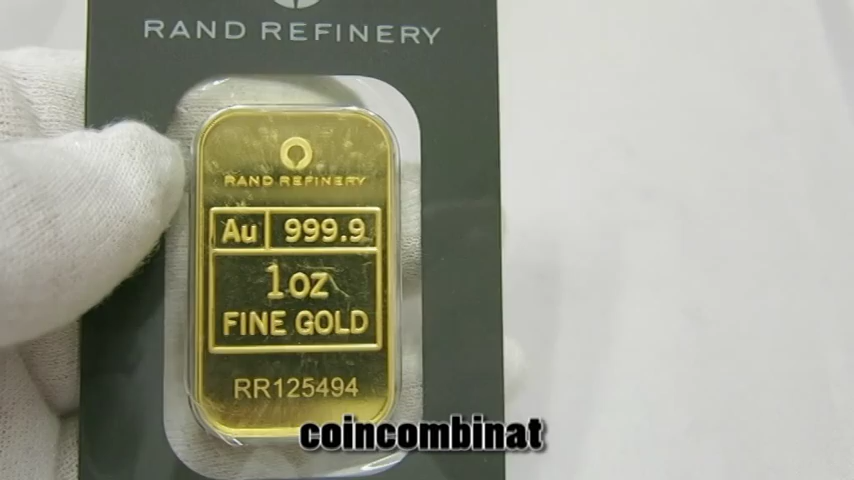 RAND REFINERY
RAND REFINERY
Au 999.9
1oz
FINE GOLD
RR125494
coincombinat